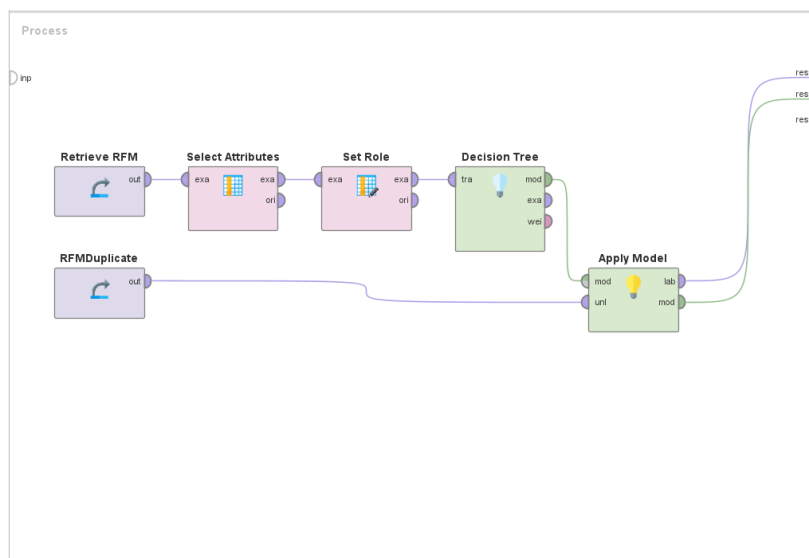 Process
inp
res
res
res
Retrieve RFM
Select Attributes
Set Role
Decision Tree
out
exa
exa
ori
exa
exa
ori
tra
mod
exa
wei
RFMDuplicate
out
Apply Model
mod
lab
unl
mod